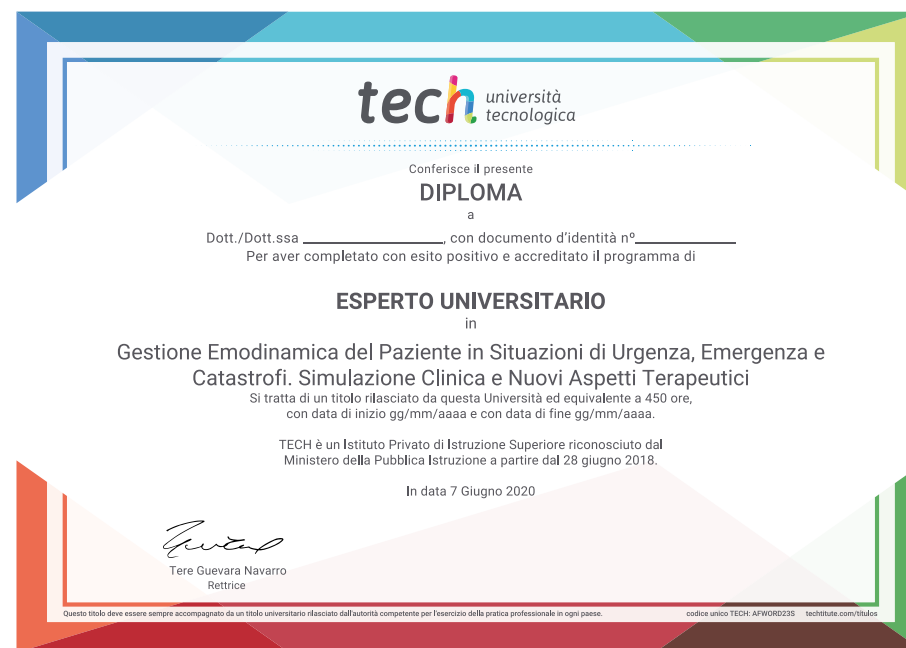 tech università
tecnologica
Conferisce il presente
DIPLOMA
a
Dott./Dott.ssa ____________________, con documento d'identità nº______________
Per aver completato con esito positivo e accreditato il programma di
ESPERTO UNIVERSITARIO
in
Gestione Emodinamica del Paziente in Situazioni di Urgenza, Emergenza e
Catastrofi. Simulazione Clinica e Nuovi Aspetti Terapeutici
Si tratta di un titolo rilasciato da questa Università ed equivalente a 450 ore,
con data di inizio gg/mm/aaaa e con data di fine gg/mm/aaaa.
TECH è un Istituto Privato di Istruzione Superiore riconosciuto dal
Ministero della Pubblica Istruzione a partire dal 28 giugno 2018.
In data 7 Giugno 2020
Tere Guevara Navarro
Rettrice
Questo titolo deve essere sempre accompagnato da un titolo universitario rilasciato dall'autorità competente per l'esercizio della pratica professionale in ogni paese. codice unico TECH: AFWORD23S techtitute.com/titulos